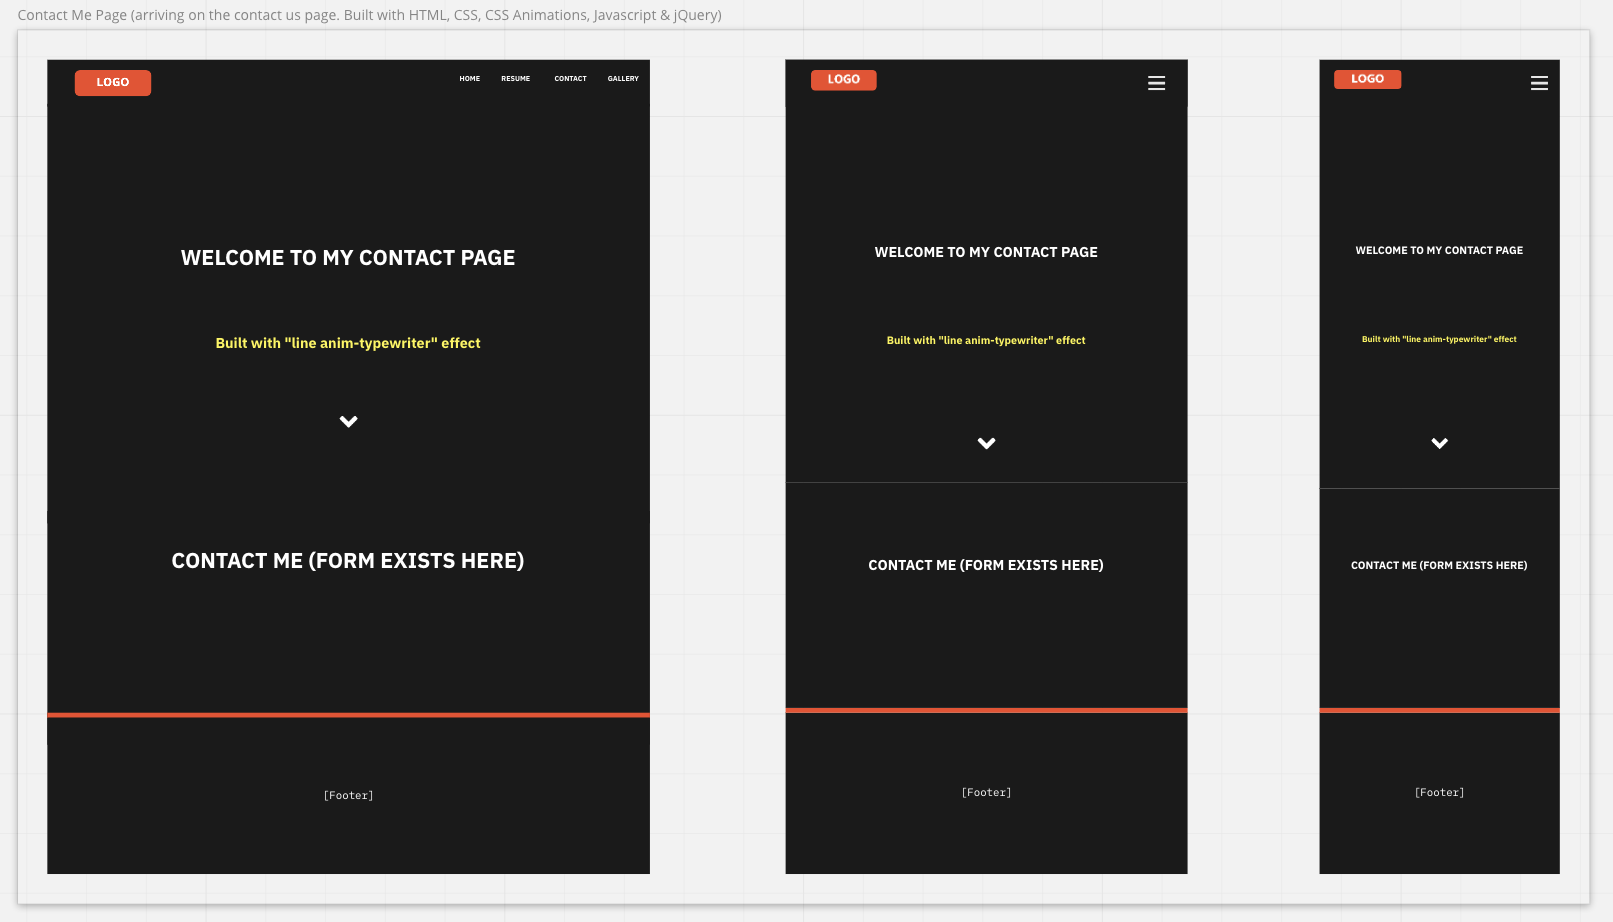 Contact Me Page (arriving on the contact us page. Built with HTML, CSS, CSS Animations, Javascript & jQuery)
LOGO
HOME RESUME CONTACT GALLERY
WELCOME TO MY CONTACT PAGE
Built with "line anim-typewriter" effect
CONTACT ME (FORM EXISTS HERE)
[Footer]
LOGO
WELCOME TO MY CONTACT PAGE
Built with "line anim-typewriter" effect
CONTACT ME (FORM EXISTS HERE)
[Footer]
LOGO
WELCOME TO MY CONTACT PAGE
Built with "line anim-typewriter" effect
CONTACT ME (FORM EXISTS HERE)
[Footer]